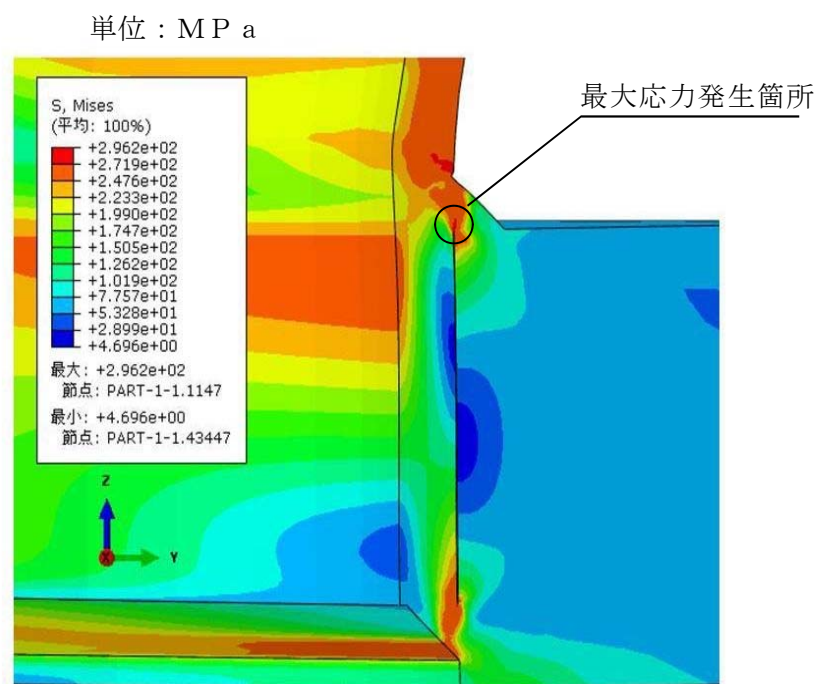 単位：ＭＰａ
最大応力発生箇所
S, Mises
(平均: 100%)
+2.962e+02
+2.719e+02
+2.476e+02
+2.233e+02
+1.990e+02
+1.747e+02
+1.505e+02
+1.262e+02
+1.019e+02
+7.757e+01
+5.328e+01
+2.899e+01
+4.696e+00
最大: +2.962e+02
節点: PART-1-1.1147
最小: +4.696e+00
節点: PART-1-1.43447
Z
X
Y